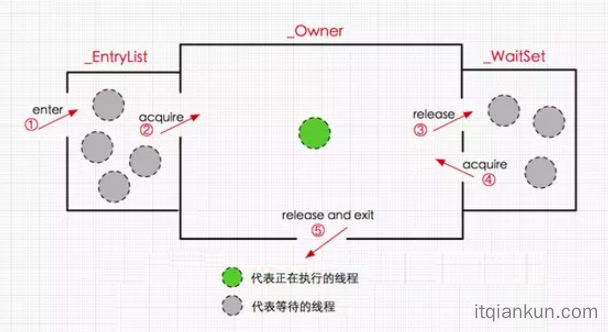 _Owner
_EntryList
_WaitSet
enter
①
acquire
②
release
③
acquire
④
release and exit
⑤
代表正在执行的线程
代表等待的线程
itqiankun.com